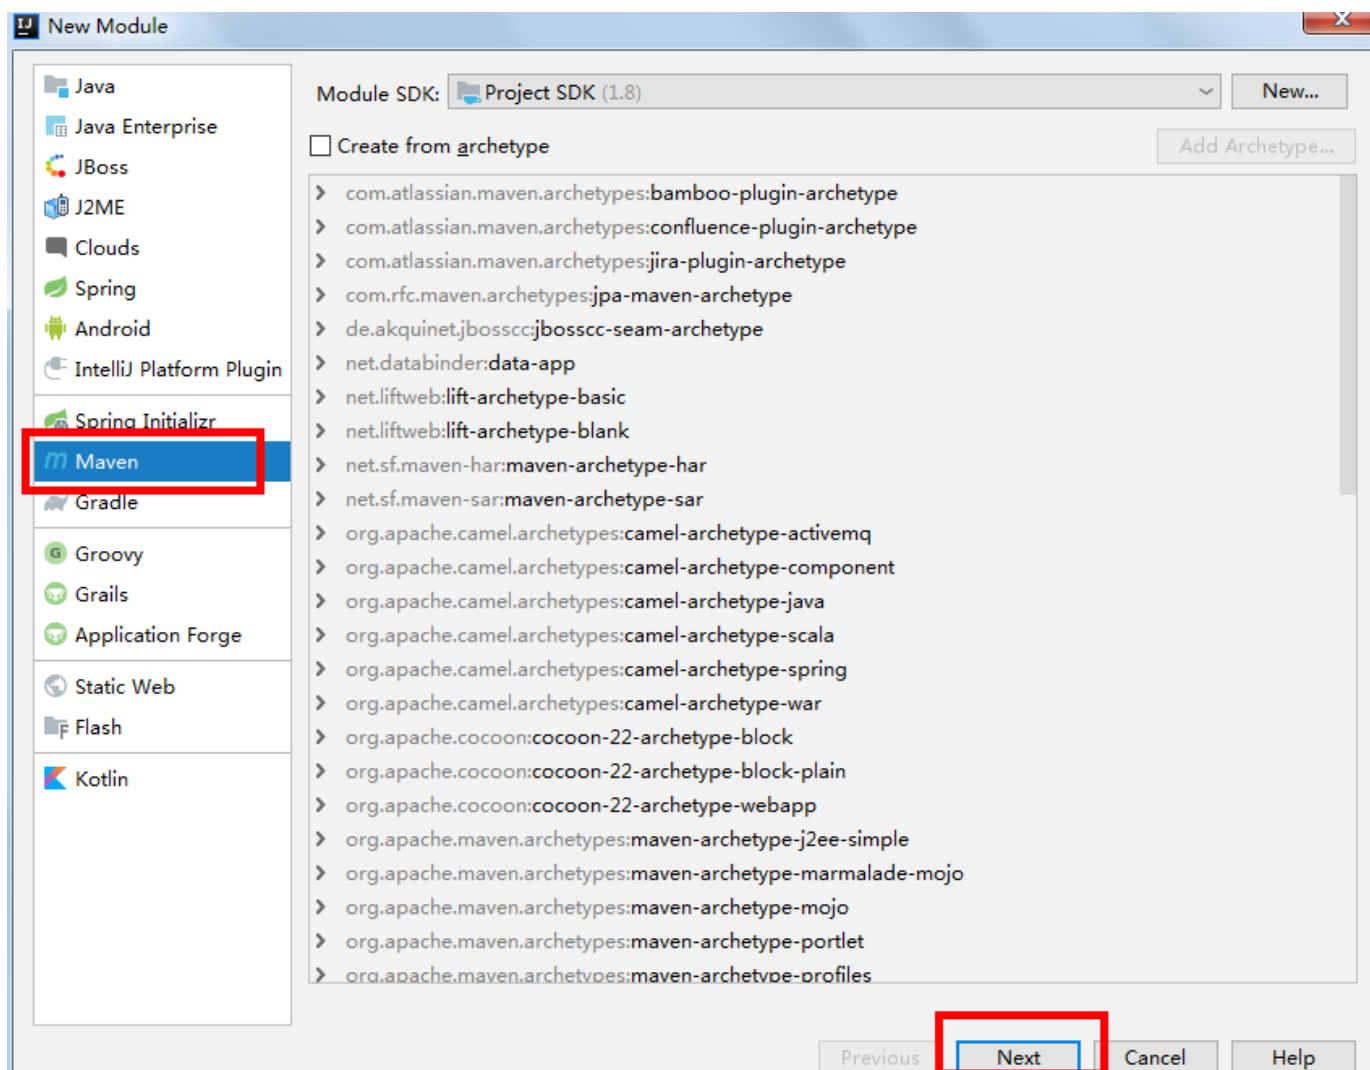 New Module
Java
Java Enterprise
JBoss
J2ME
Clouds
Spring
Android
IntelliJ Platform Plugin
Spring Initializr
Maven
Gradle
Groovy
Grails
Application Forge
Static Web
Flash
Kotlin
Module SDK: Project SDK (1.8) New...
Create from archetype Add Archetype...
com.atlassian.maven.archetypes:bamboo-plugin-archetype
com.atlassian.maven.archetypes:confluence-plugin-archetype
com.atlassian.maven.archetypes:jira-plugin-archetype
com.rfc.maven.archetypes:jpa-maven-archetype
de.akquinet.jbosscc:jbosscc-seam-archetype
net.databinder:data-app
net.liftweb:lift-archetype-basic
net.liftweb:lift-archetype-blank
net.sf.maven-har:maven-archetype-har
net.sf.maven-sar:maven-archetype-sar
org.apache.camel.archetypes:camel-archetype-activemq
org.apache.camel.archetypes:camel-archetype-component
org.apache.camel.archetypes:camel-archetype-java
org.apache.camel.archetypes:camel-archetype-scala
org.apache.camel.archetypes:camel-archetype-spring
org.apache.camel.archetypes:camel-archetype-war
org.apache.cocoon:cocoon-22-archetype-block
org.apache.cocoon:cocoon-22-archetype-block-plain
org.apache.cocoon:cocoon-22-archetype-webapp
org.apache.maven.archetypes:maven-archetype-j2ee-simple
org.apache.maven.archetypes:maven-archetype-marmalade-mojo
org.apache.maven.archetypes:maven-archetype-mojo
org.apache.maven.archetypes:maven-archetype-portlet
org.apache.maven.archetypes:maven-archetype-profiles
Previous Next Cancel Help